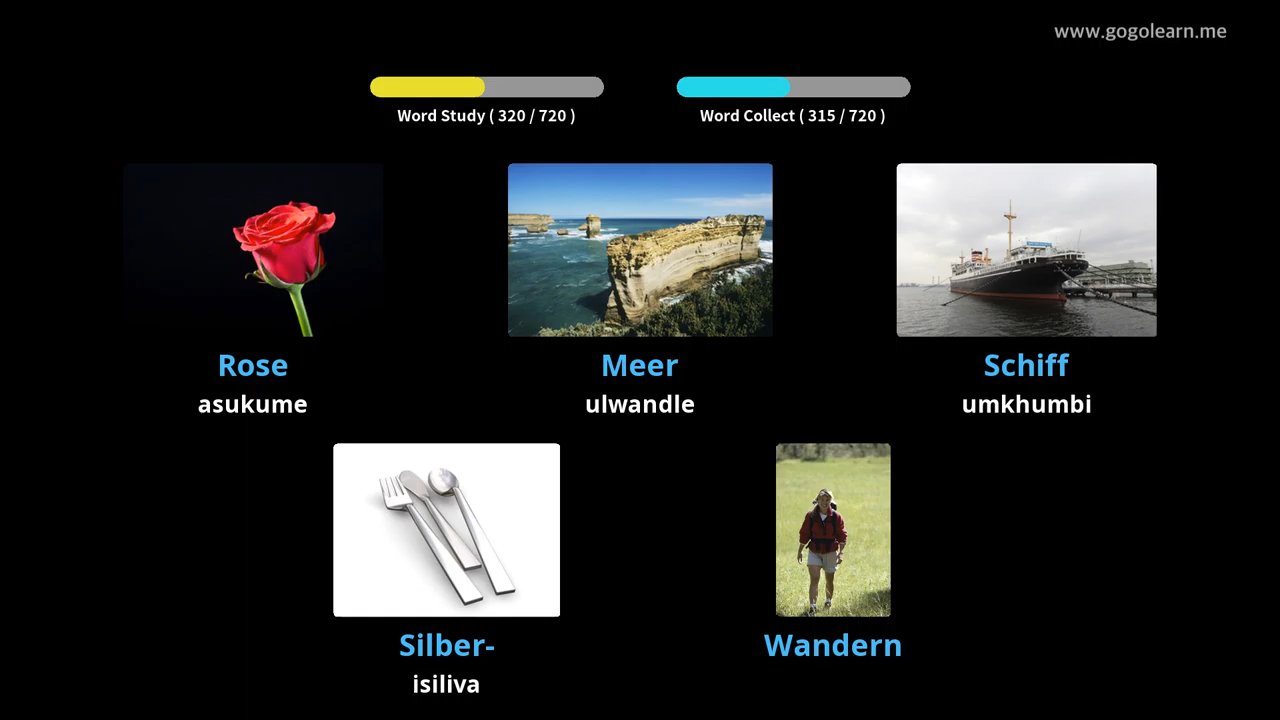 www.gogolearn.me
Word Study ( 320 / 720 )
Word Collect ( 315 / 720 )
Rose
asukume
Meer
ulwandle
Schiff
umkhumbi
Silber-
isiliva
Wandern